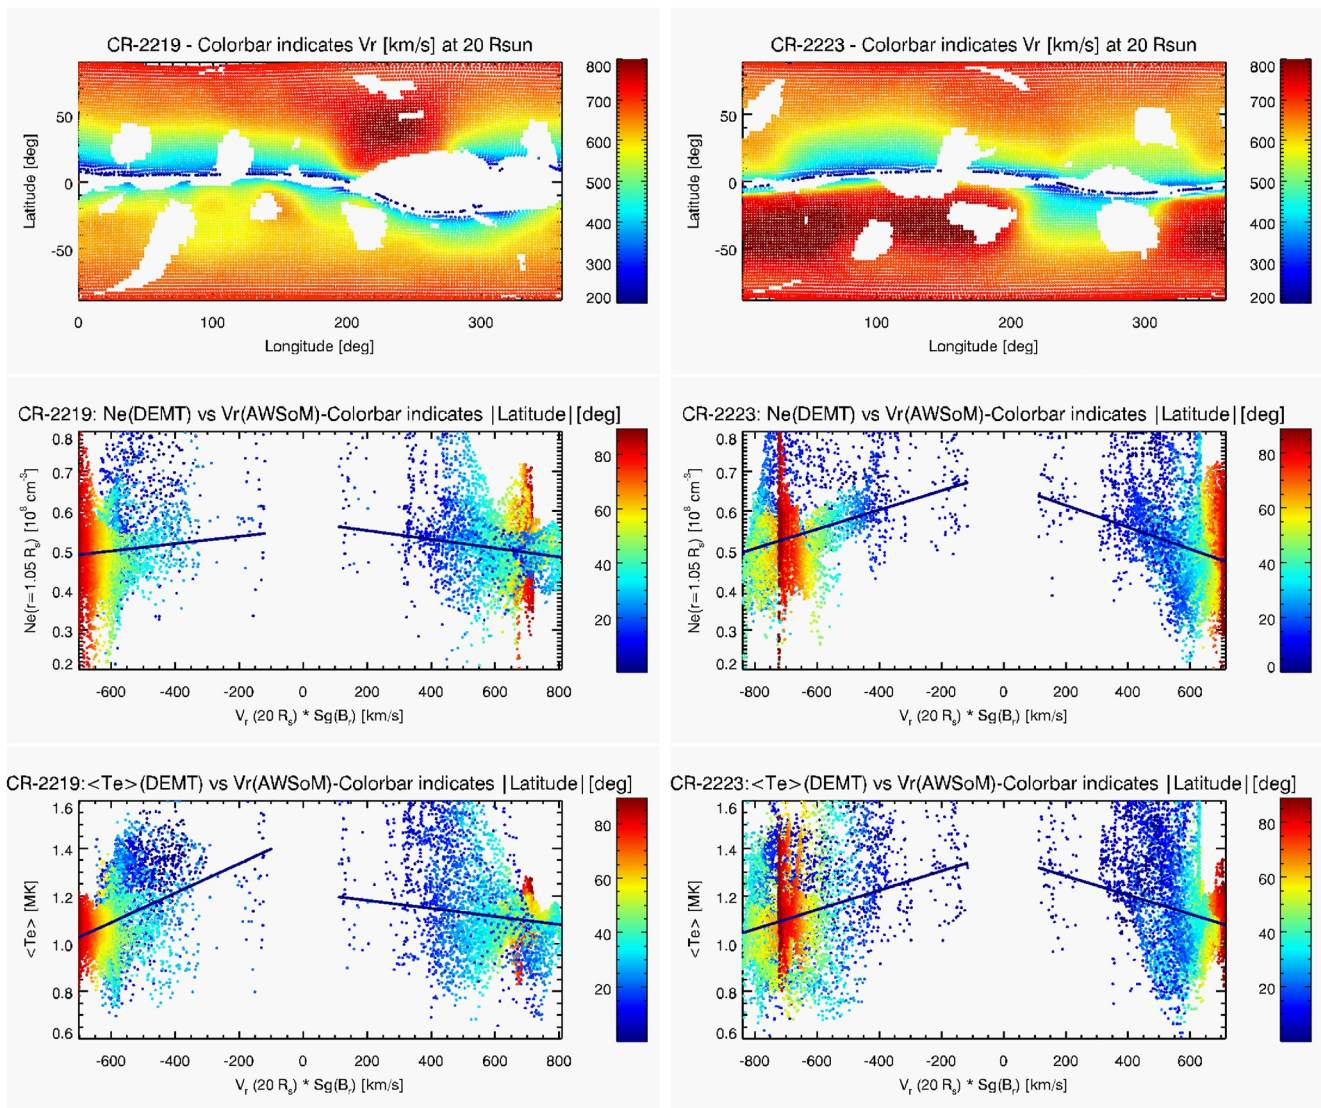 CR-2219 - Colorbar indicates Vr [km/s] at 20 Rsun
Latitude [deg]
50
0
-50
0 100 200 300
Longitude [deg]
800
700
600
500
400
300
200
CR-2223 - Colorbar indicates Vr [km/s] at 20 Rsun
Latitude [deg]
50
0
-50
100 200 300
Longitude [deg]
800
700
600
500
400
300
200
CR-2219: Ne(DEMT) vs Vr(AWSoM)-Colorbar indicates |Latitude|[deg]
Ne(r=1.05 Rs) [10⁸ cm⁻³]
0.8
0.7
0.6
0.5
0.4
0.3
0.2
-600 -400 -200 0 200 400 600 800
Vr (20 Rs) * Sg(Br) [km/s]
80
60
40
20
CR-2223: Ne(DEMT) vs Vr(AWSoM)-Colorbar indicates |Latitude|[deg]
Ne(r=1.05 Rs) [10⁸ cm⁻³]
0.8
0.7
0.6
0.5
0.4
0.3
0.2
-800 -600 -400 -200 0 200 400 600
Vr (20 Rs) * Sg(Br) [km/s]
80
60
40
20
0
CR-2219:<Te>(DEMT) vs Vr(AWSoM)-Colorbar indicates |Latitude|[deg]
<Te> [MK]
1.6
1.4
1.2
1.0
0.8
0.6
-600 -400 -200 0 200 400 600 800
Vr (20 Rs) * Sg(Br) [km/s]
80
60
40
20
CR-2223:<Te>(DEMT) vs Vr(AWSoM)-Colorbar indicates |Latitude|[deg]
<Te> [MK]
1.6
1.4
1.2
1.0
0.8
0.6
-800 -600 -400 -200 0 200 400 600
Vr (20 Rs) * Sg(Br) [km/s]
80
60
40
20